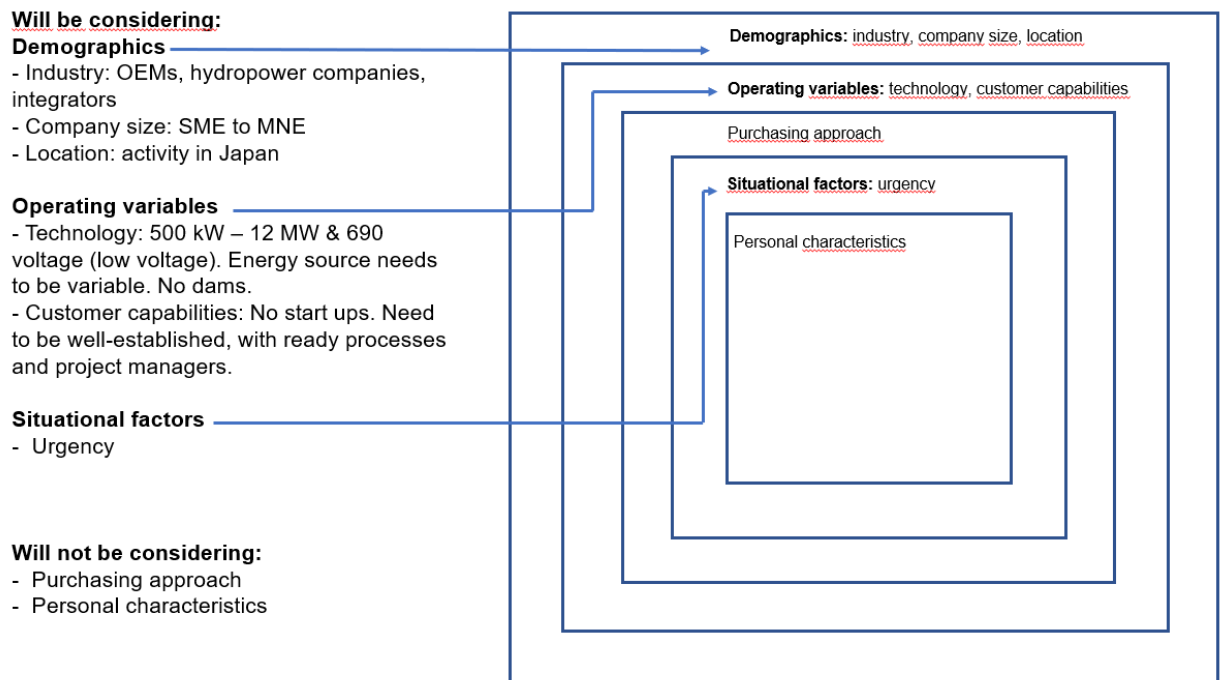 Will be considering:
Demographics
- Industry: OEMs, hydropower companies,
integrators
- Company size: SME to MNE
- Location: activity in Japan
Operating variables
- Technology: 500 kW – 12 MW & 690
voltage (low voltage). Energy source needs
to be variable. No dams.
- Customer capabilities: No start ups. Need
to be well-established, with ready processes
and project managers.
Situational factors
- Urgency
Will not be considering:
- Purchasing approach
- Personal characteristics
Demographics: industry, company size, location
Operating variables: technology, customer capabilities
Purchasing approach
Situational factors: urgency
Personal characteristics